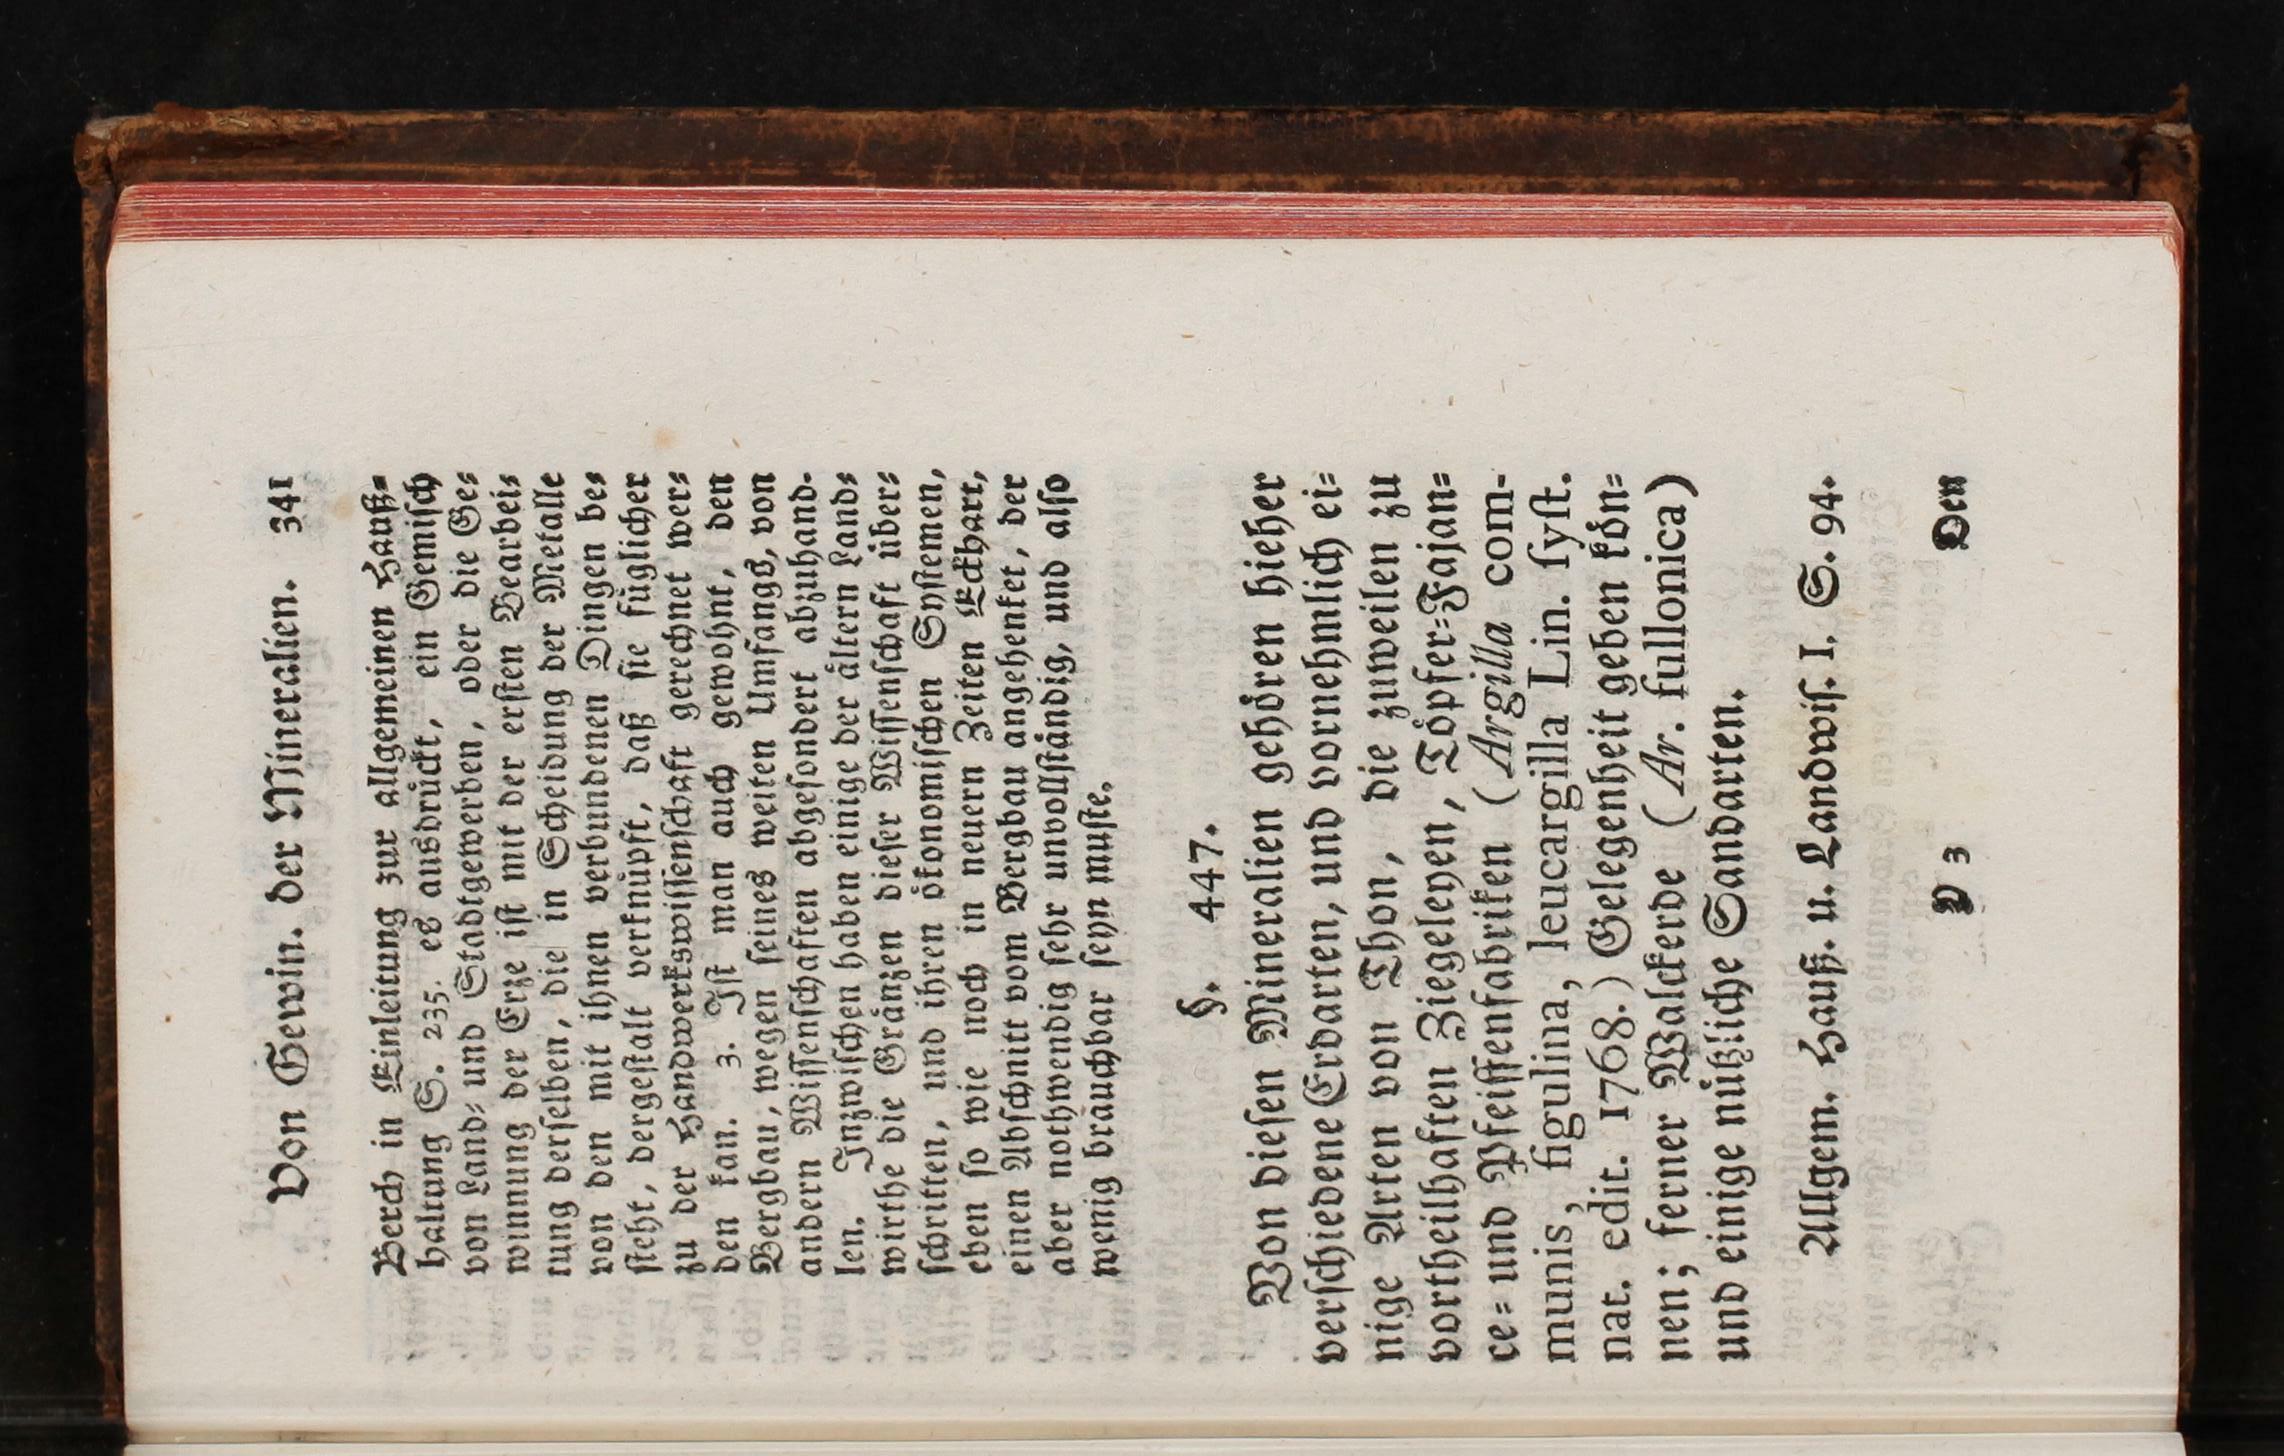 Von Gewin. der Mineralien. 341
Berch in Einleitung zur allgemeinen Hauß⸗
haltung S. 235. es ausdrückt, ein Gemisch
von Land⸗ und Stadtgewerben, oder die Ge⸗
winnung der Erze ist mit der ersten Bearbei⸗
tung derselben, die in Scheidung der Metalle
von den mit ihnen verbundenen Dingen be⸗
steht, dergestalt verknüpft, daß sie füglicher
zu der Handwerkswissenschaft gerechnet wer⸗
den kan. 3. Ist man auch gewohnt, den
Bergbau, wegen seines weiten Umfangs, von
andern Wissenschaften abgesondert abzuhand-
len. Inzwischen haben einige der ältern Land⸗
wirthe die Gränzen dieser Wissenschaft über⸗
schritten, und ihren ökonomischen Systemen,
eben so wie noch in neuern Zeiten Eckhart,
einen Abschnitt vom Bergbau angehenket, der
aber nothwendig sehr unvollständig, und also
wenig bräuchbar seyn muste.
§. 447.
Von diesen Mineralien gehören hieher
verschiedene Erdarten, und vornehmlich ei⸗
nige Arten von Thon, die zuweilen zu
vortheilhaften Ziegeleyen, Töpfer⸗Fajan⸗
ce⸗ und Pfeiffenfabriken (Argilla com-
munis, figulina, leucargilla Lin. ſyſt.
nat. edit. 1768.) Gelegenheit geben kön⸗
nen; ferner Walckerde (Ar. fullonica)
und einige nützliche Sandarten.
Allgem. Hauß. u. Landwiſ. I. S. 94.
Y 3 Den